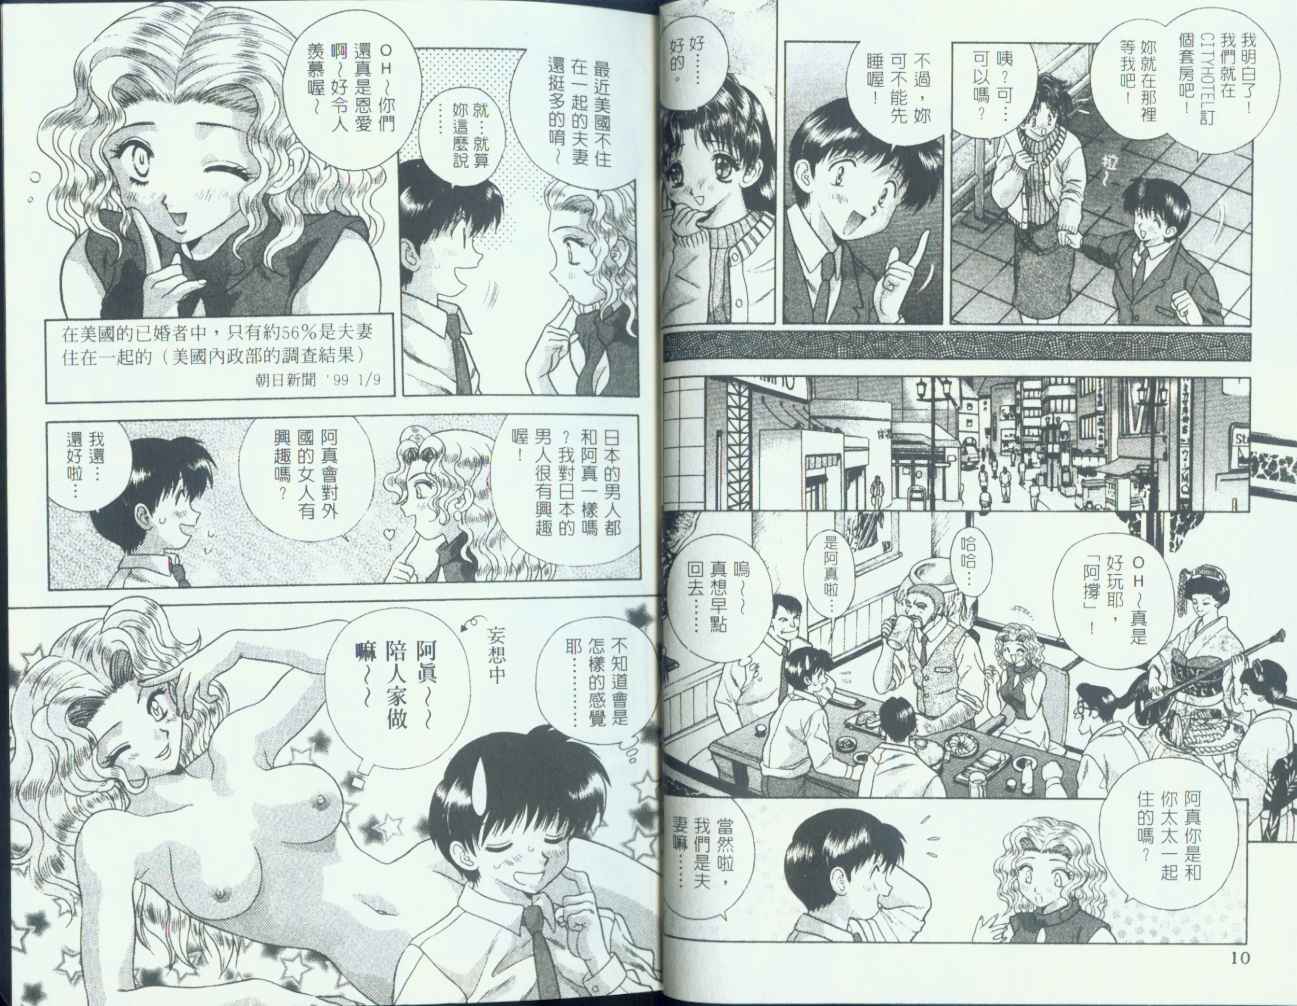 我明白了！
我們就在
CITYHOTEL訂
個套房吧！
妳就在那裡
等我吧！
咦？可…
可以嗎？
拉～
不過，妳
可不能先
睡喔！
好……
好的。
OH～真是
好玩耶，
「阿撐」！
哈哈…
是阿真啦…
嗚～～
真想早點
回去……
阿真你是和
你太太一起
住的嗎？
當然啦，
我們是夫
妻嘛……
10
最近美國不住
在一起的夫妻
還挺多的唷～
就…就算
妳這麼說
……
OH～你們
還真是恩愛
啊～好令人
羨慕喔～
在美國的已婚者中，只有約56%是夫妻
住在一起的（美國內政部的調查結果）
朝日新聞 '99 1/9
日本的男人都
和阿真一樣嗎
？我對日本的
男人很有興趣
喔！
阿真會對外
國的女人有
興趣嗎？
我還…
還好啦…
不知道會是
怎樣的感覺
耶…………
妄想中
阿真～～
陪人家做
嘛～～